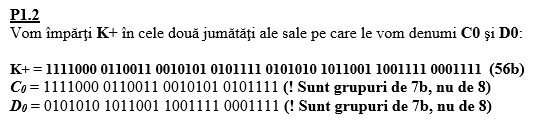 P1.2
Vom împărţi K+ în cele două jumătăţi ale sale pe care le vom denumi C0 şi D0:
K+ = 1111000 0110011 0010101 0101111 0101010 1011001 1001111 0001111 (56b)
C0 = 1111000 0110011 0010101 0101111 (! Sunt grupuri de 7b, nu de 8)
D0 = 0101010 1011001 1001111 0001111 (! Sunt grupuri de 7b, nu de 8)